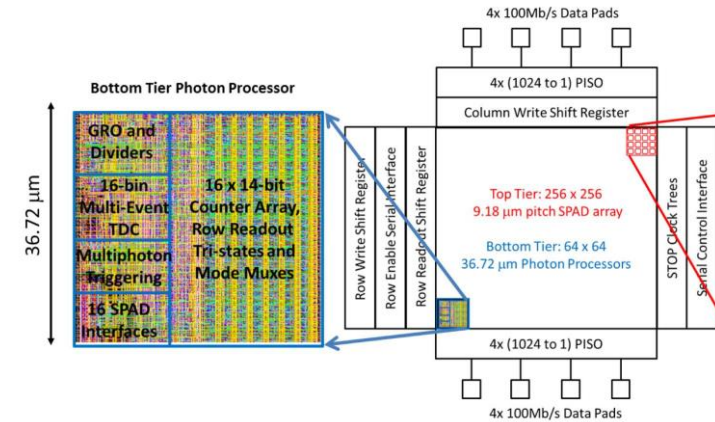 4x 100Mb/s Data Pads
4x (1024 to 1) PISO
Column Write Shift Register
Bottom Tier Photon Processor
36.72 μm
GRO and
Dividers
16-bin
Multi-Event
TDC
Multiphoton
Triggering
16 SPAD
Interfaces
16 x 14-bit
Counter Array,
Row Readout
Tri-states and
Mode Muxes
Row Write Shift Register
Row Enable Serial Interface
Row Readout Shift Register
Top Tier: 256 x 256
9.18 μm pitch SPAD array
Bottom Tier: 64 x 64
36.72 μm Photon Processors
STOP Clock Trees
Serial Control Interface
4x (1024 to 1) PISO
4x 100Mb/s Data Pads